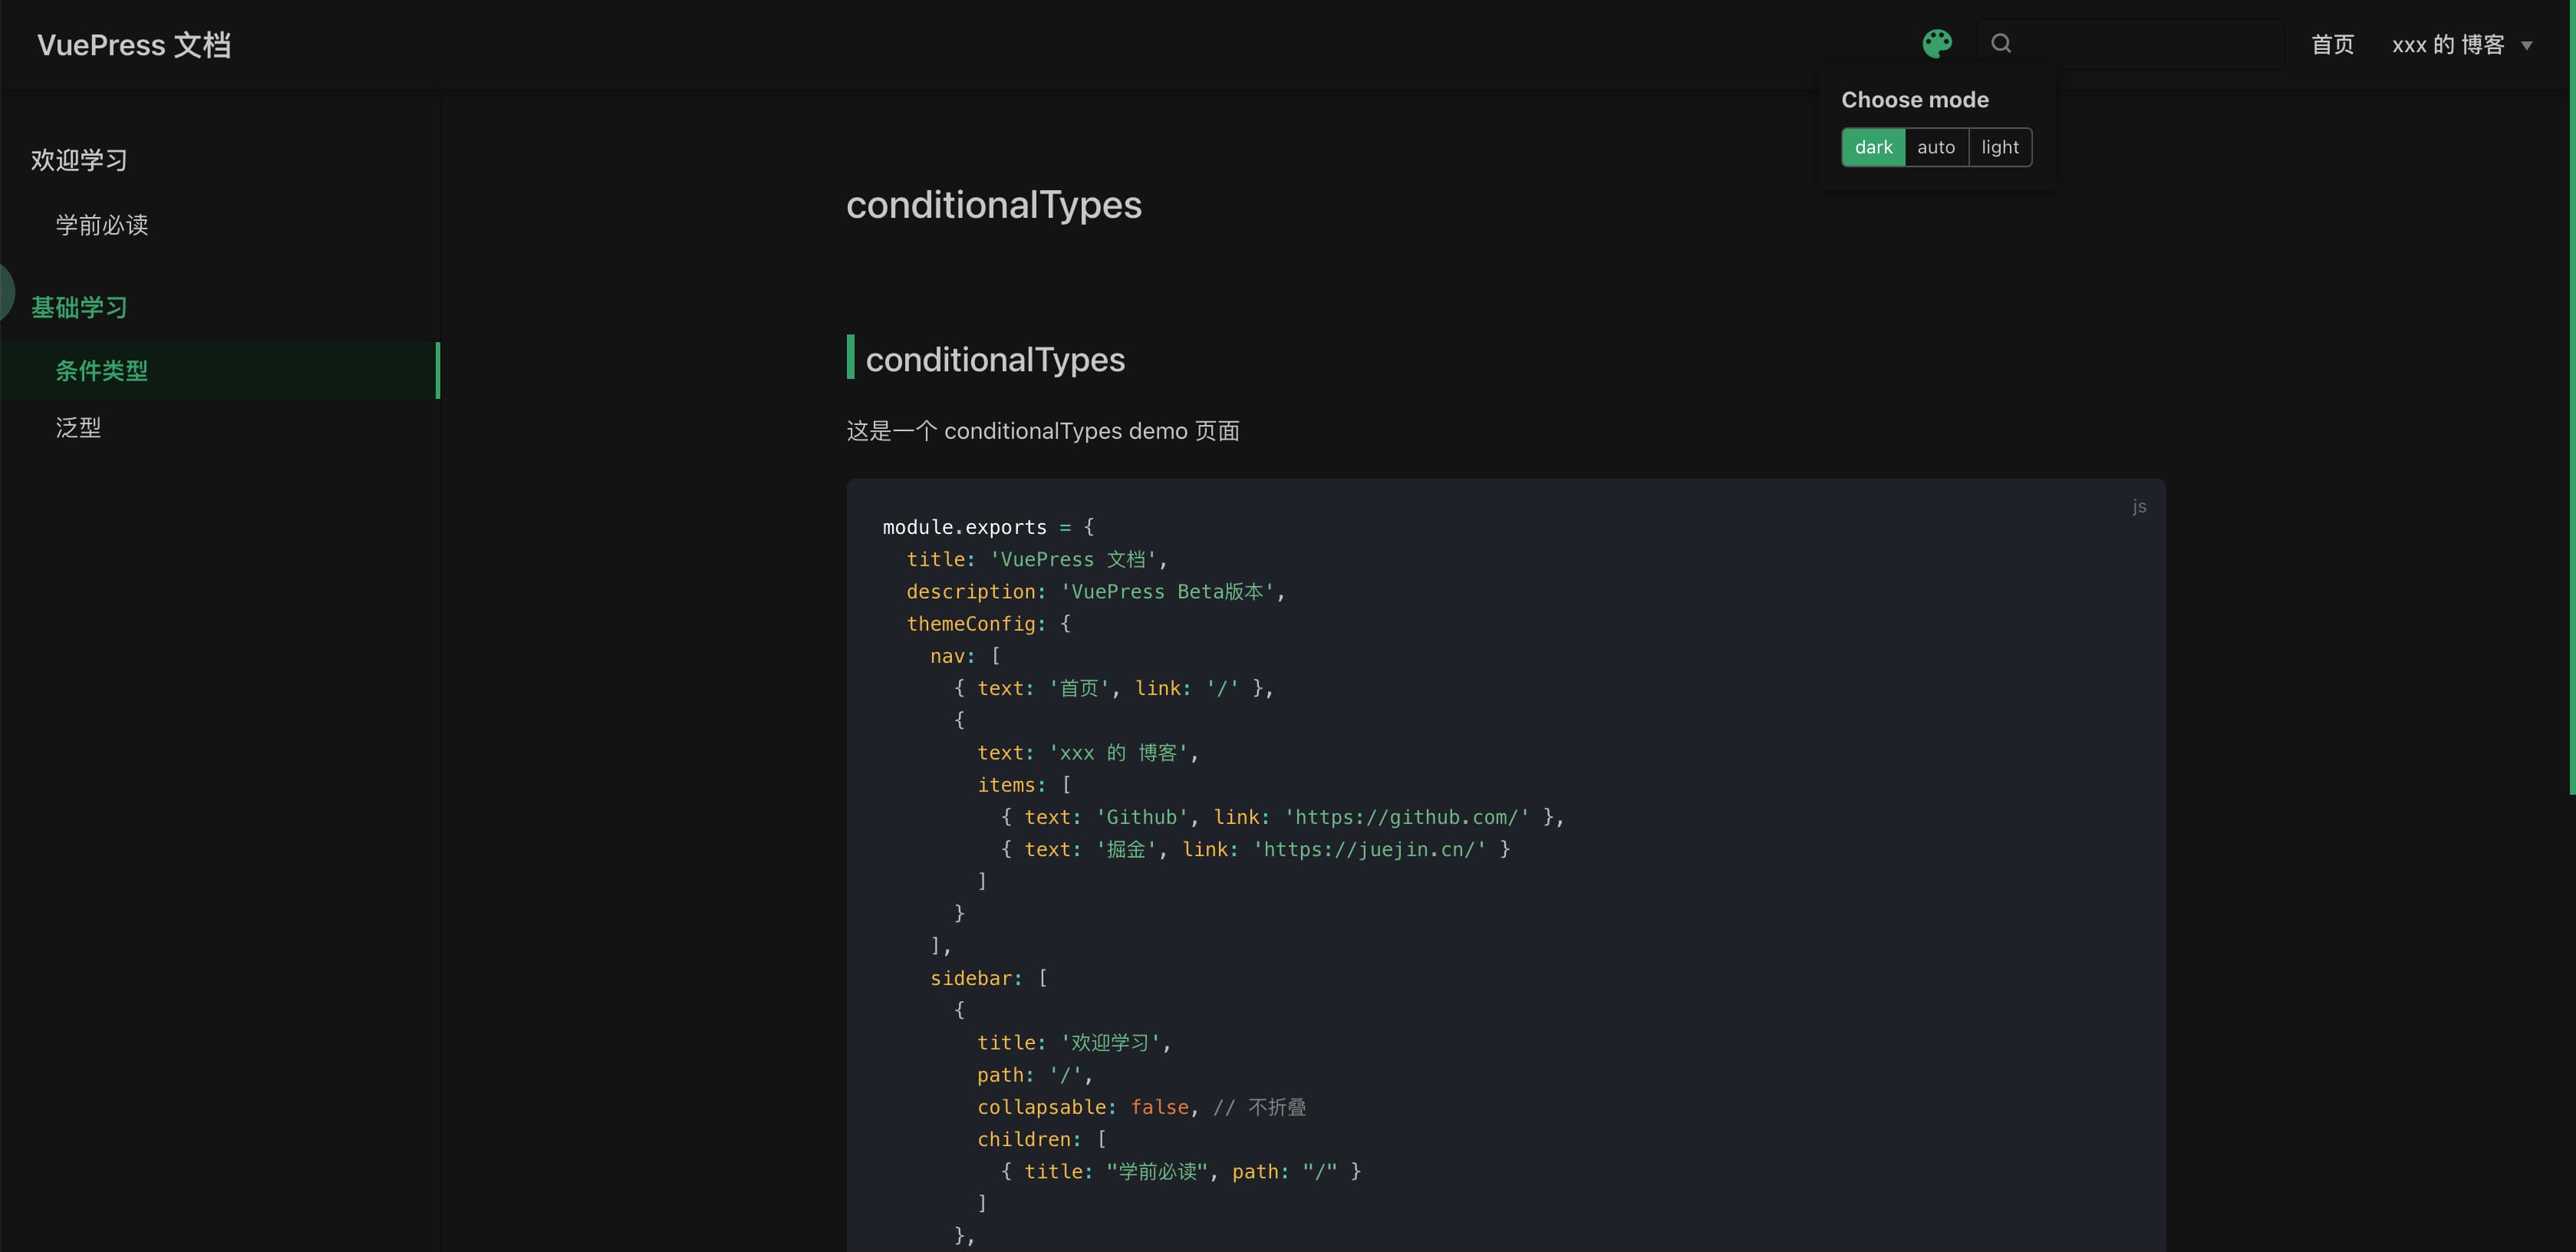 VuePress 文档
首页
xxx 的 博客
Choose mode
dark
auto
light
欢迎学习
学前必读
基础学习
条件类型
泛型
conditionalTypes
conditionalTypes
这是一个 conditionalTypes demo 页面
js
module.exports = {
  title: 'VuePress 文档',
  description: 'VuePress Beta版本',
  themeConfig: {
    nav: [
      { text: '首页', link: '/' },
      {
        text: 'xxx 的 博客',
        items: [
          { text: 'Github', link: 'https://github.com/' },
          { text: '掘金', link: 'https://juejin.cn/' }
        ]
      }
    ],
    sidebar: [
      {
        title: '欢迎学习',
        path: '/',
        collapsable: false, // 不折叠
        children: [
          { title: "学前必读", path: "/" }
        ]
      },